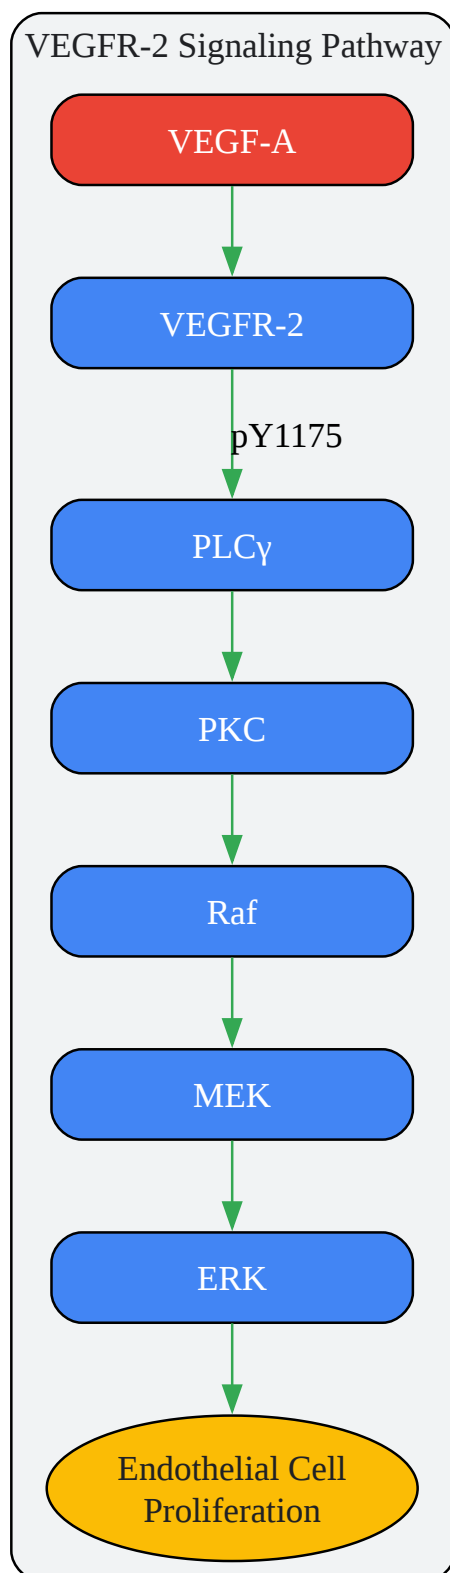 VEGFR-2 Signaling Pathway
VEGF-A
VEGFR-2
pY1175
PLCγ
PKC
Raf
MEK
ERK
Endothelial Cell
Proliferation